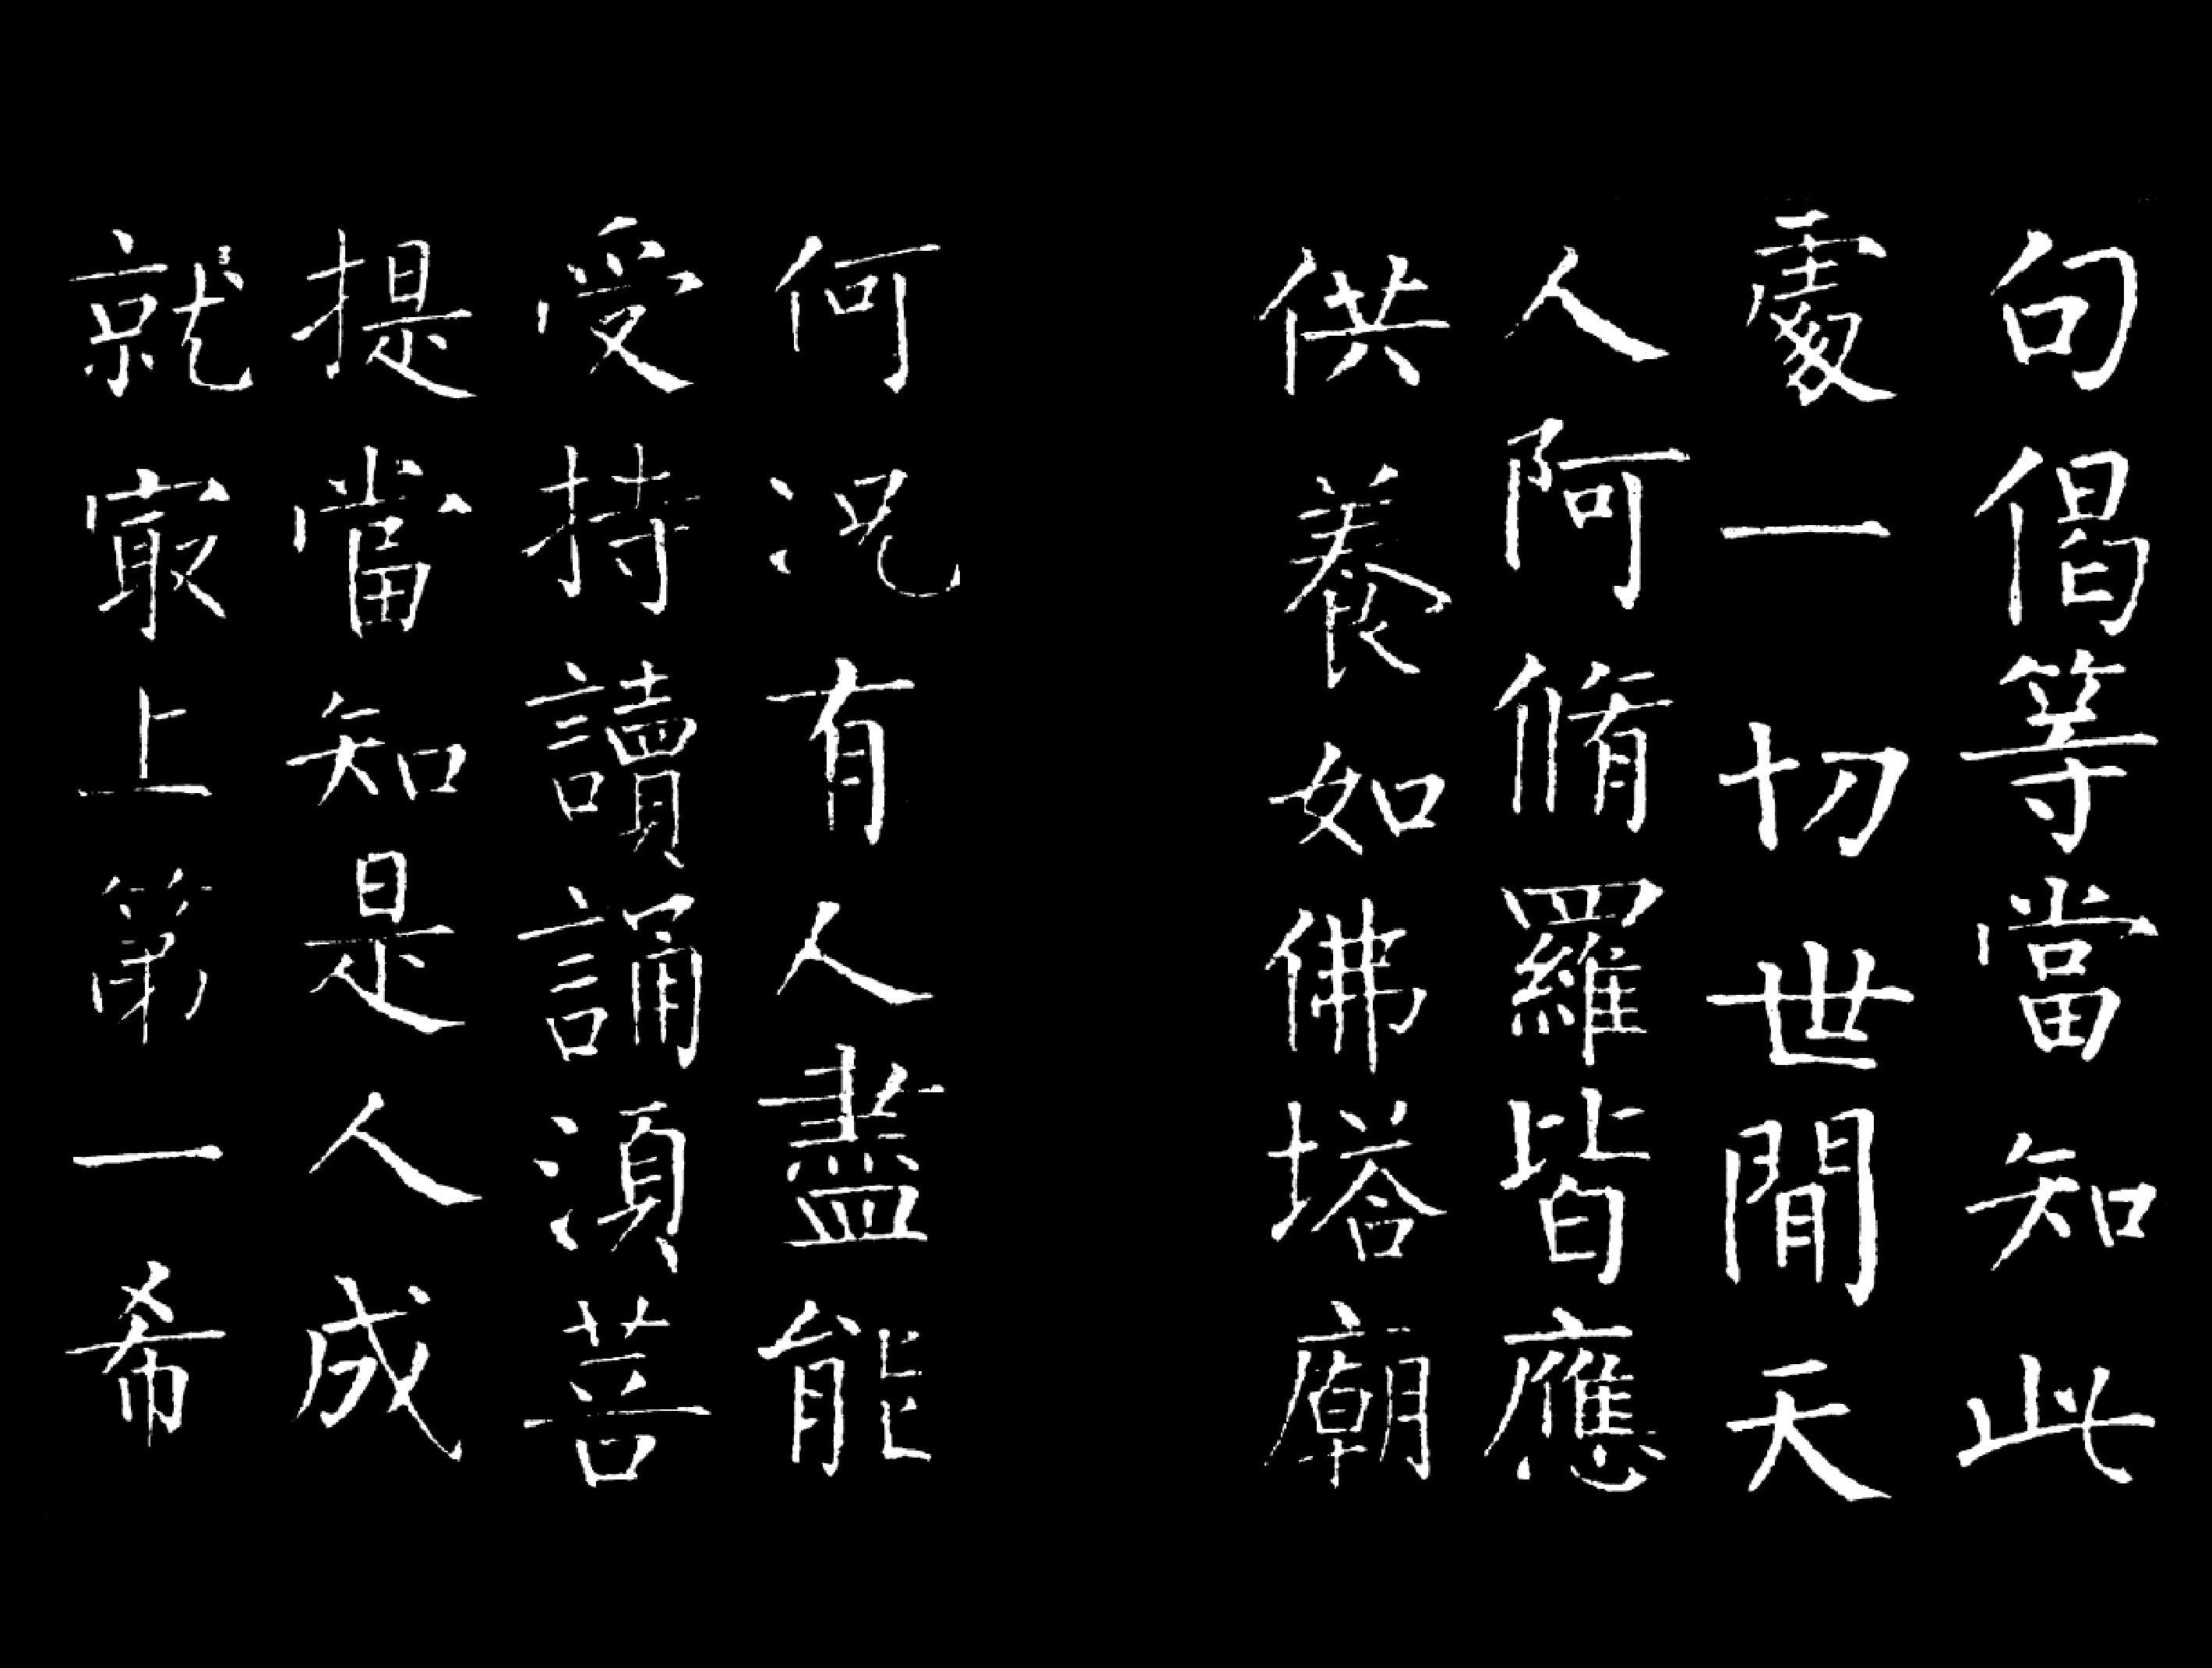 句偈等當知此
處一切世間天
人阿脩羅皆應
供養如佛塔廟
何況有人盡能
受持讀誦須菩
提當知是人成
就最上第一希